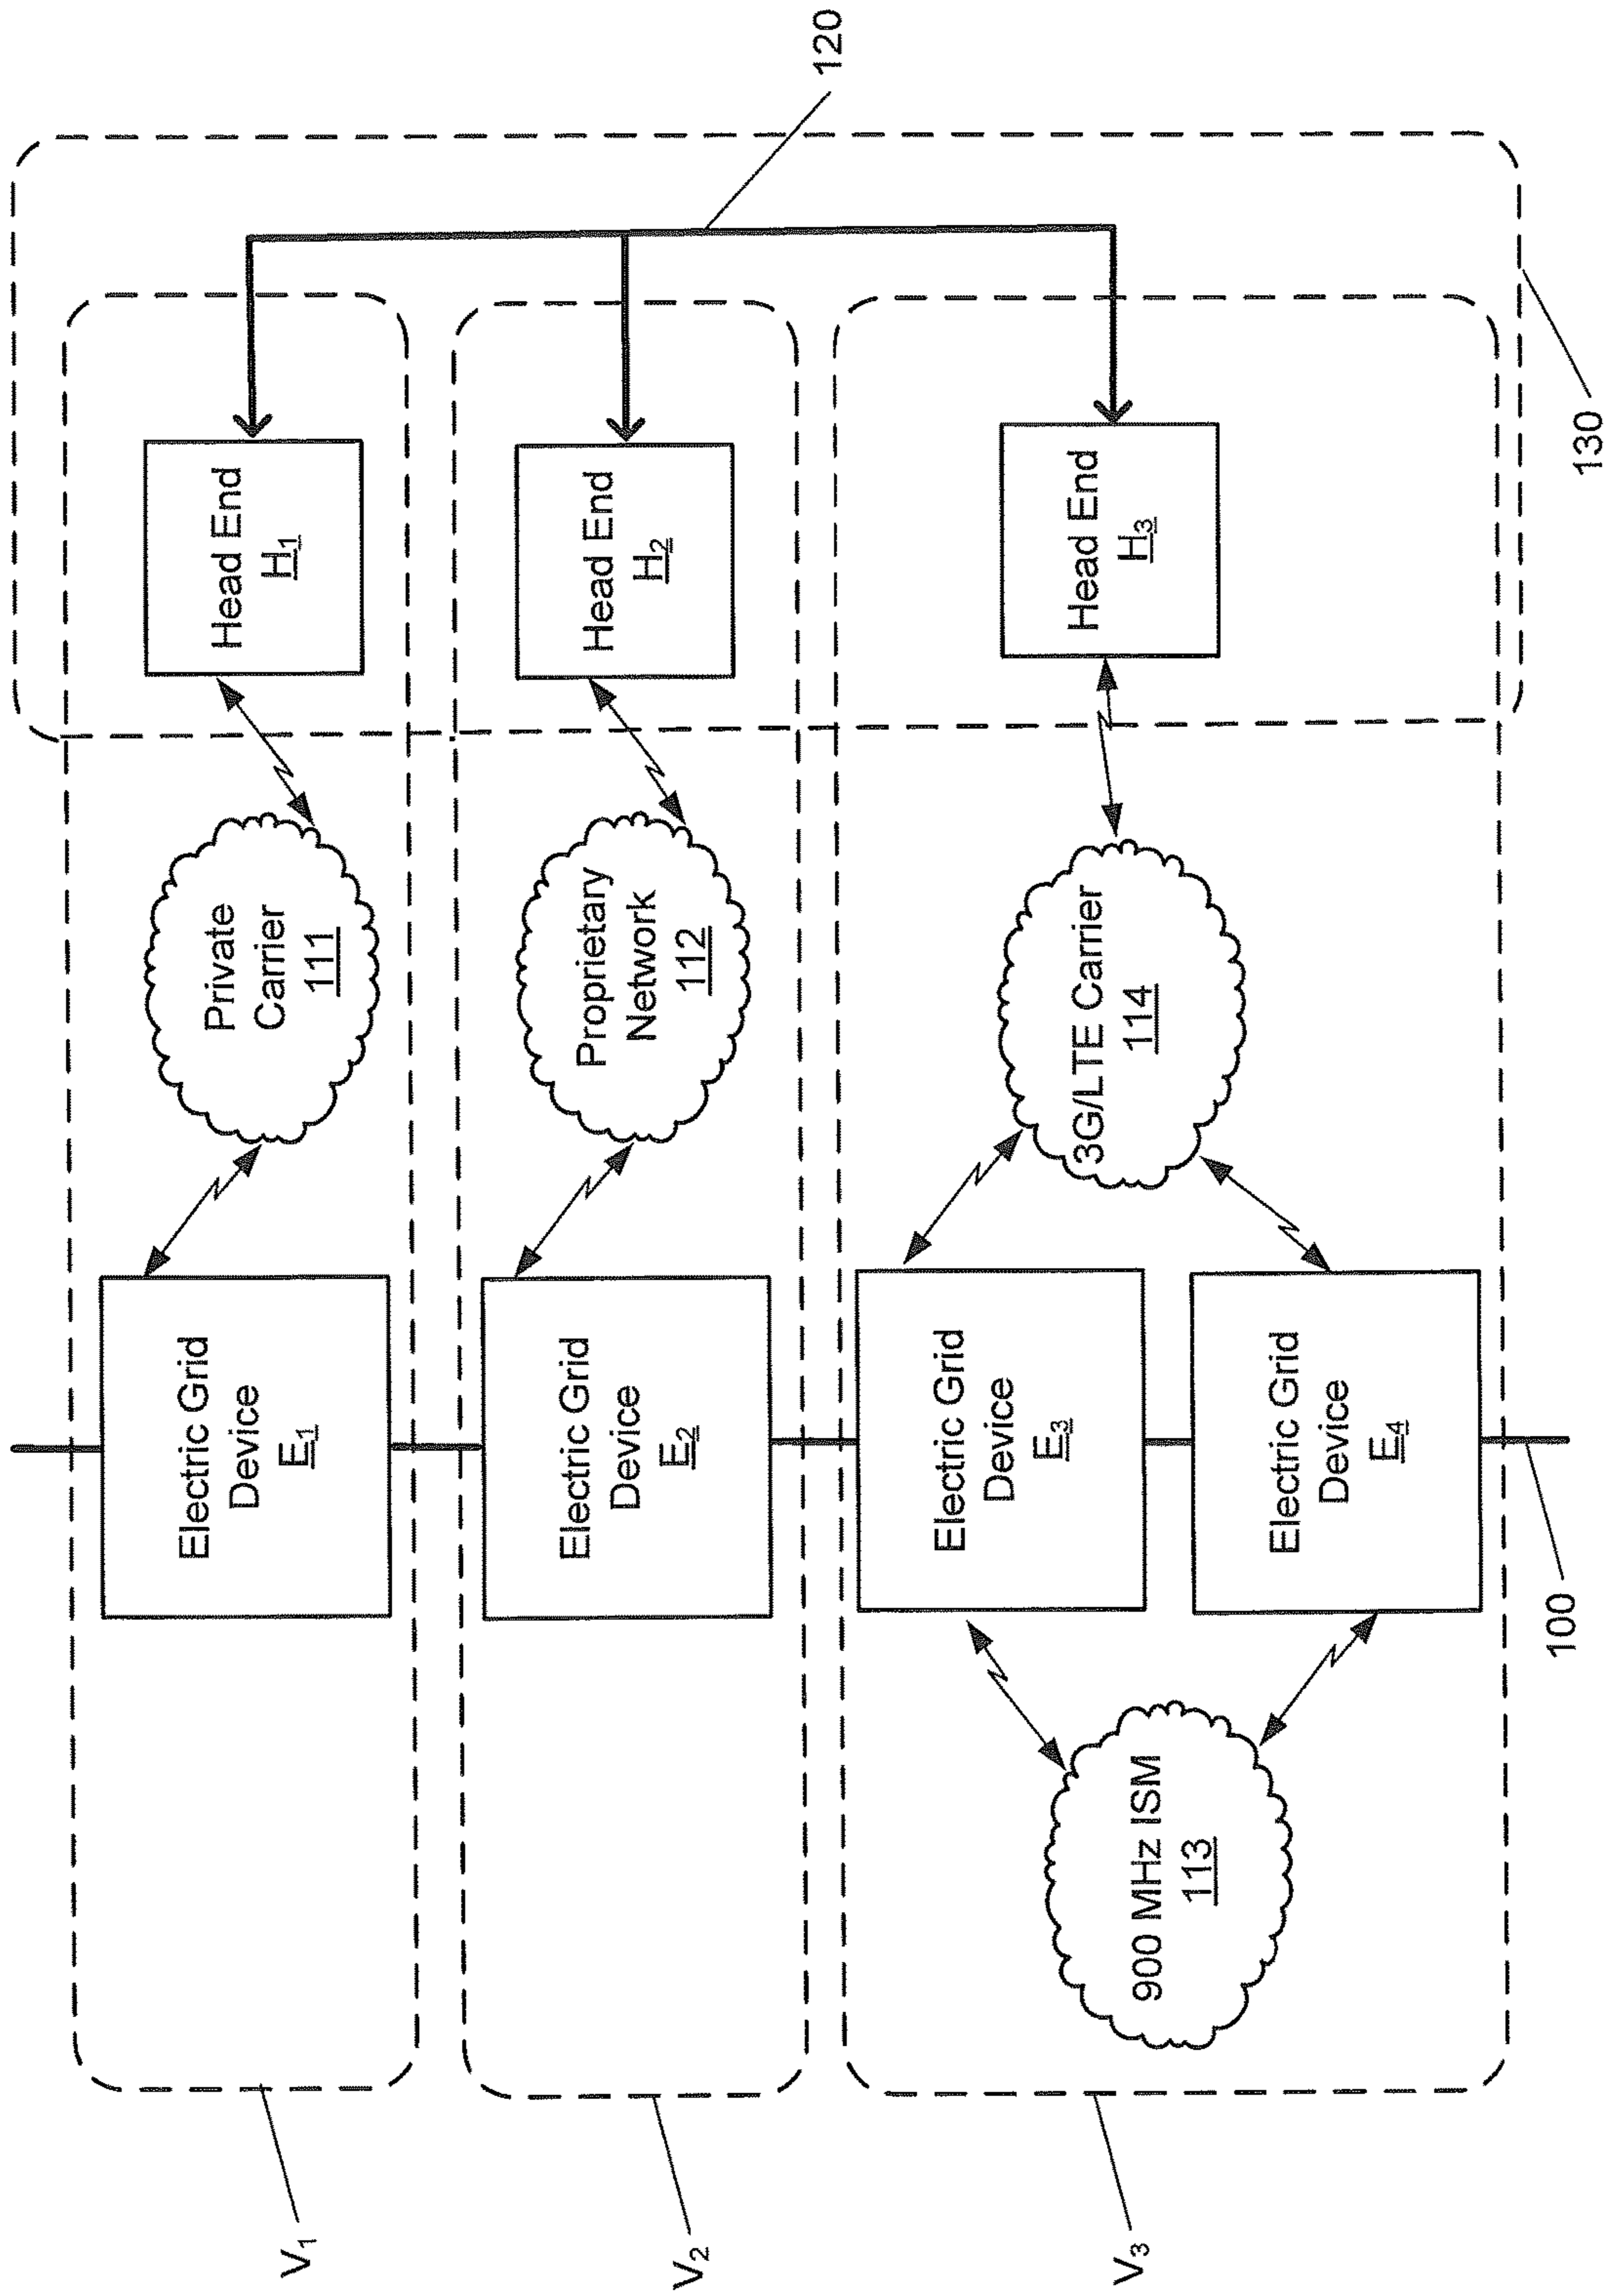 V1
Electric Grid
Device
E1
Private
Carrier
111
Head End
H1
V2
Electric Grid
Device
E2
Proprietary
Network
112
Head End
H2
120
V3
900 MHz ISM
113
Electric Grid
Device
E3
Electric Grid
Device
E4
3G/LTE Carrier
114
Head End
H3
100
130